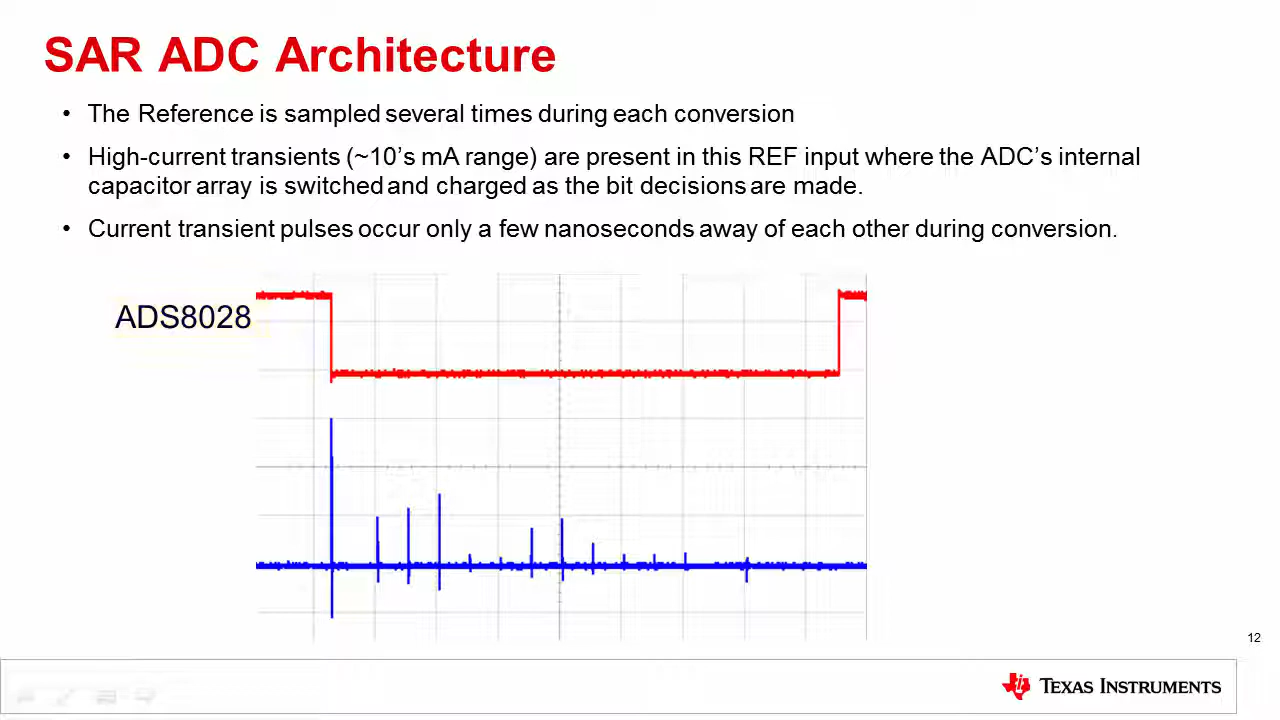 SAR ADC Architecture
• The Reference is sampled several times during each conversion
• High-current transients (~10’s mA range) are present in this REF input where the ADC’s internal
capacitor array is switched and charged as the bit decisions are made.
• Current transient pulses occur only a few nanoseconds away of each other during conversion.
ADS8028
12
TEXAS INSTRUMENTS